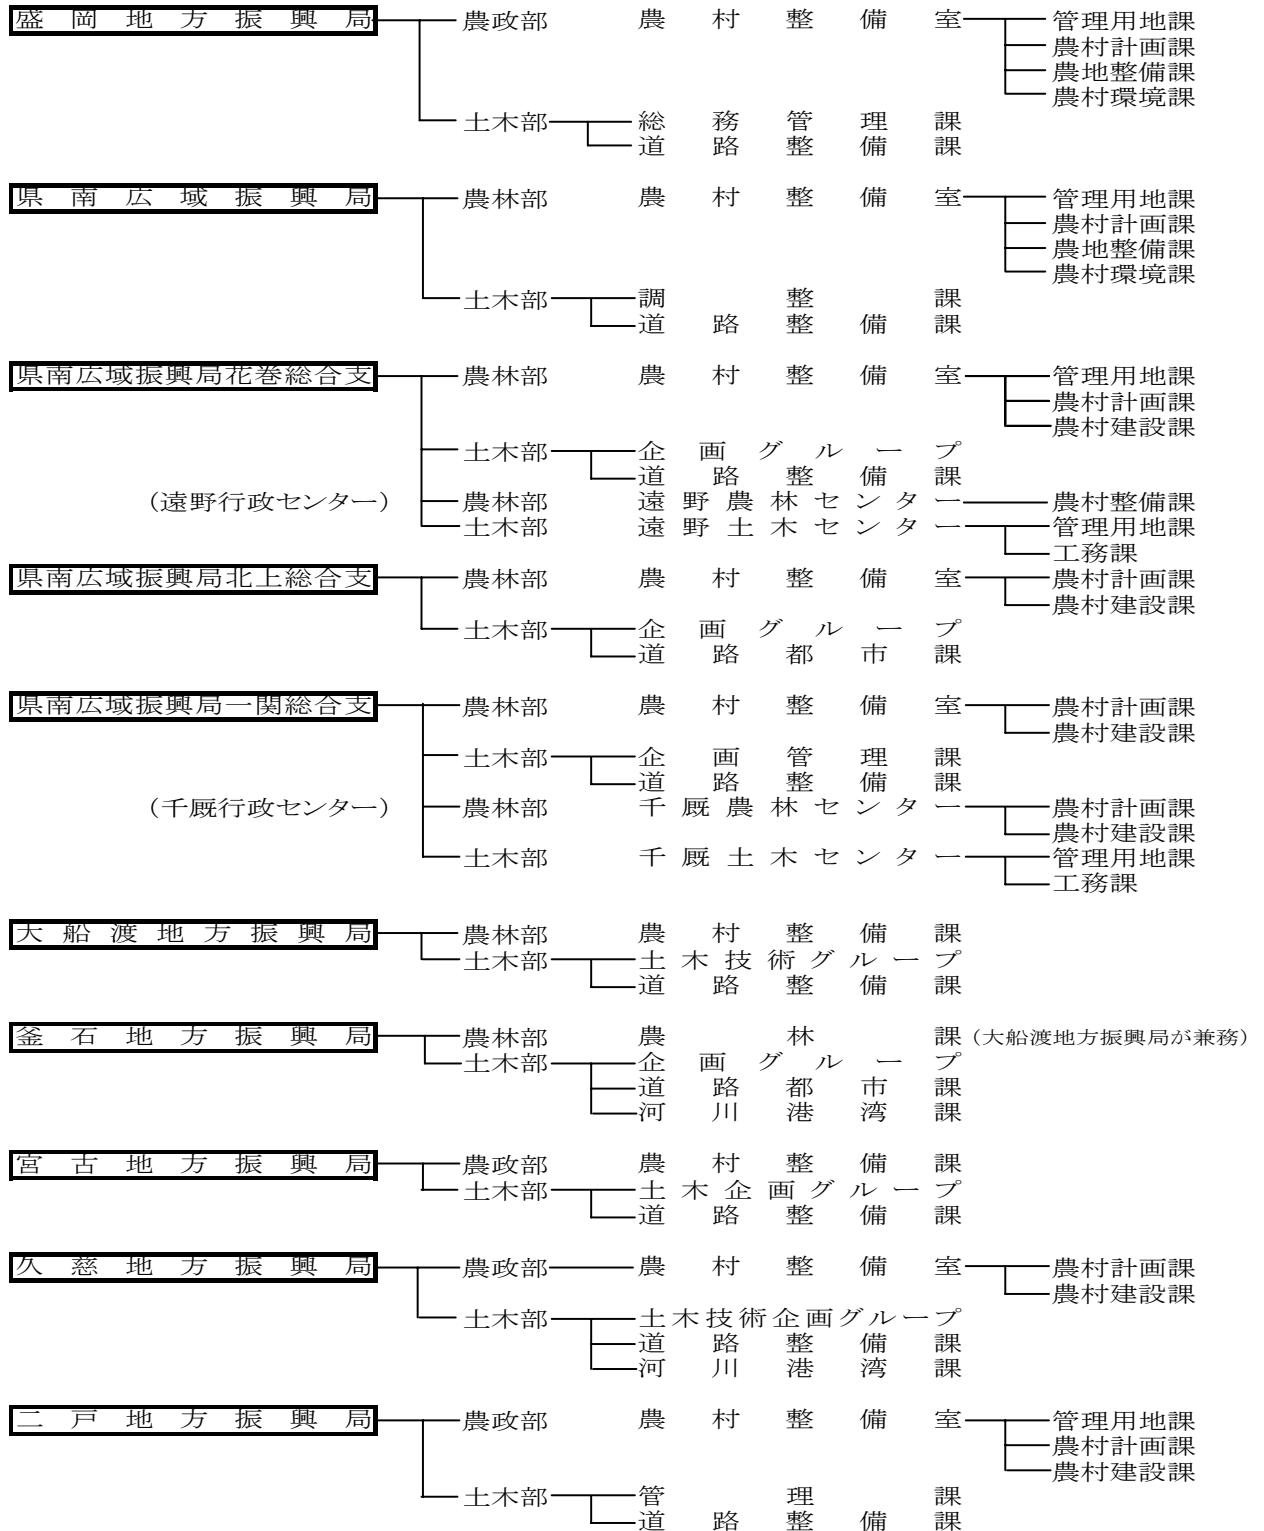 盛岡地方振興局 農政部 農村整備室 管理用地課
農村計画課
農地整備課
農村環境課
土木部 総務管理課
道路整備課
県南広域振興局 農林部 農村整備室 管理用地課
農村計画課
農地整備課
農村環境課
土木部 調整課
道路整備課
県南広域振興局花巻総合支 農林部 農村整備室 管理用地課
農村計画課
農村建設課
土木部 企画グループ
道路整備課
（遠野行政センター） 農林部 遠野農林センター 農村整備課
土木部 遠野土木センター 管理用地課
工務課
県南広域振興局北上総合支 農林部 農村整備室 農村計画課
農村建設課
土木部 企画グループ
道路都市課
県南広域振興局一関総合支 農林部 農村整備室 農村計画課
農村建設課
土木部 企画管理課
道路整備課
（千厩行政センター） 農林部 千厩農林センター 農村計画課
農村建設課
土木部 千厩土木センター 管理用地課
工務課
大船渡地方振興局 農林部 農村整備課
土木部 土木技術グループ
道路整備課
釜石地方振興局 農林部 農林課（大船渡地方振興局が兼務）
土木部 企画グループ
道路都市課
河川港湾課
宮古地方振興局 農政部 農村整備課
土木部 土木企画グループ
道路整備課
久慈地方振興局 農政部 農村整備室 農村計画課
農村建設課
土木部 土木技術企画グループ
道路整備課
河川港湾課
二戸地方振興局 農政部 農村整備室 管理用地課
農村計画課
農村建設課
土木部 管理課
道路整備課